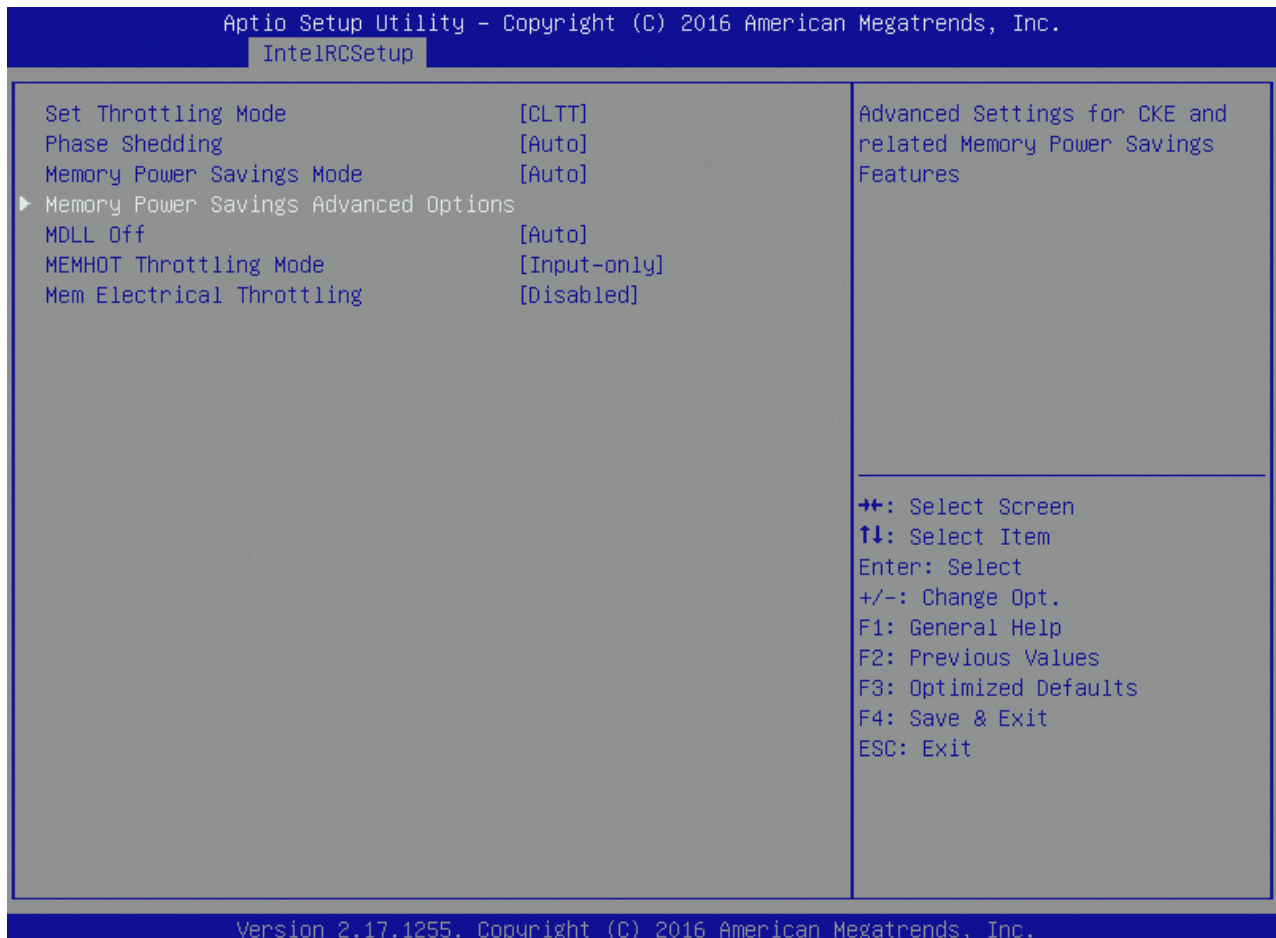 Aptio Setup Utility – Copyright (C) 2016 American Megatrends, Inc.
IntelRCSetup
Set Throttling Mode [CLTT]
Phase Shedding [Auto]
Memory Power Savings Mode [Auto]
▶ Memory Power Savings Advanced Options
MDLL Off [Auto]
MEMHOT Throttling Mode [Input-only]
Mem Electrical Throttling [Disabled]
Advanced Settings for CKE and
related Memory Power Savings
Features
→←: Select Screen
↑↓: Select Item
Enter: Select
+/-: Change Opt.
F1: General Help
F2: Previous Values
F3: Optimized Defaults
F4: Save & Exit
ESC: Exit
Version 2.17.1255. Copyright (C) 2016 American Megatrends, Inc.